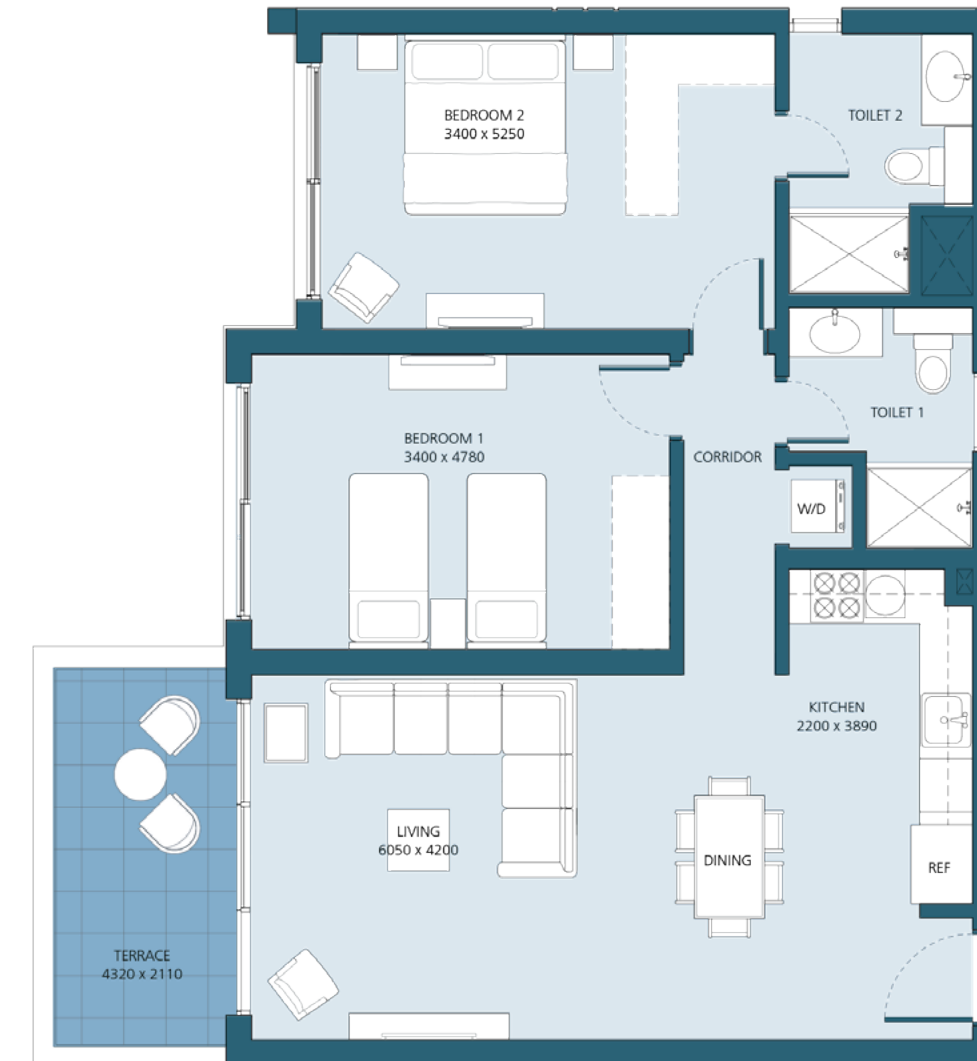 BEDROOM 2
3400 x 5250
TOILET 2
TOILET 1
BEDROOM 1
3400 x 4780
CORRIDOR
W/D
KITCHEN
2200 x 3890
LIVING
6050 x 4200
DINING
REF
TERRACE
4320 x 2110